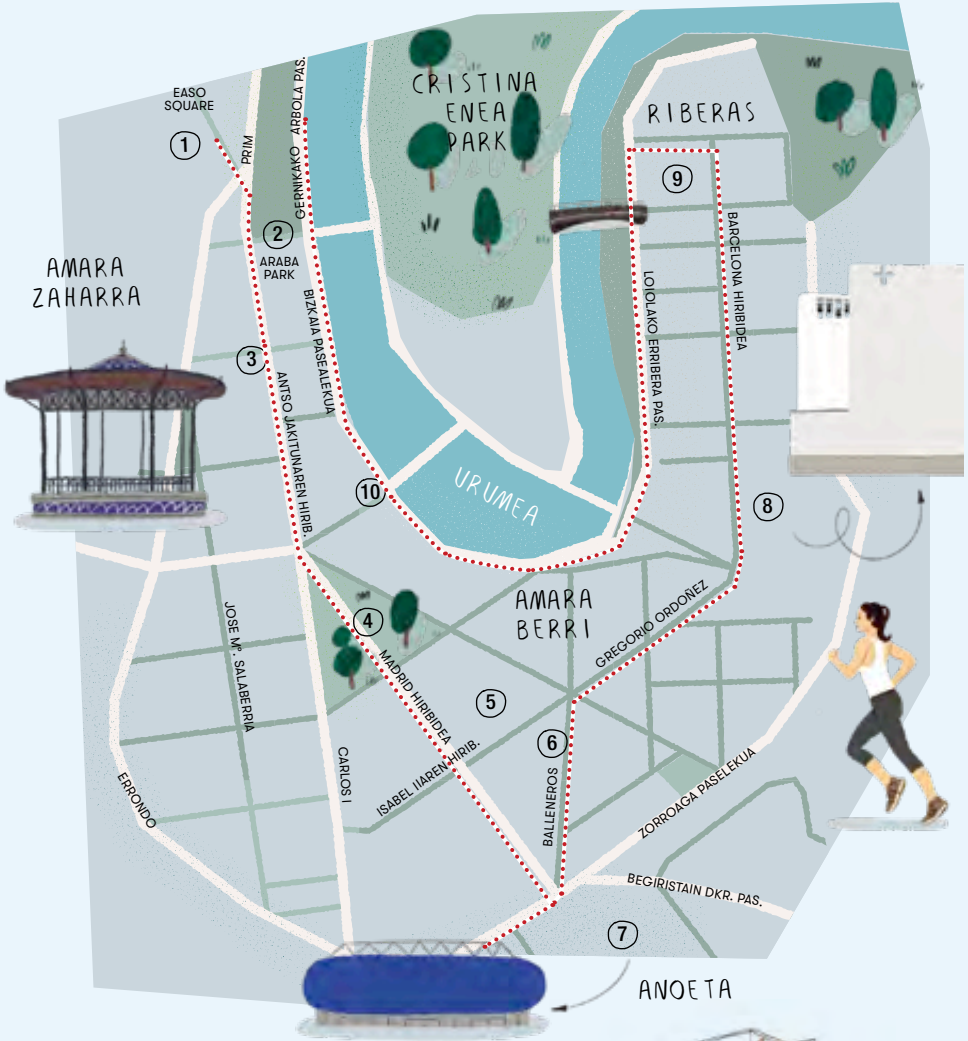 EASO
SQUARE
1
PRIM
GERNIKAKO ARBOLA PAS.
CRISTINA
ENEA
PARK
RIBERAS
9
2
ARABA
PARK
AMARA
ZAHARRA
BIZKAIA PASEALEKUA
LOIOLAKO ERRIBERA PAS.
BARCELONA HIRIBIDEA
3
ANTSO JAKITUNAREN HIRIB.
10
URUMEA
8
AMARA
BERRI
GREGORIO ORDOÑEZ
4
MADRID HIRIBIDEA
JOSE Mª. SALABERRIA
5
6
CARLOS I
ISABEL IIAREN HIRIB.
BALLENEROS
ERRONDO
ZORROAGA PASELEKUA
BEGIRISTAIN DKR. PAS.
7
ANOETA